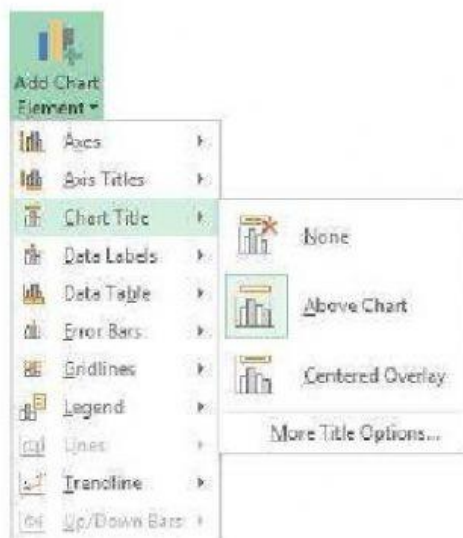 Add Chart
Element
Axes
Axis Titles
Chart Title
Data Labels
Data Table
Error Bars
Gridlines
Legend
Lines
Trendline
Up/Down Bars
None
Above Chart
Centered Overlay
More Title Options...